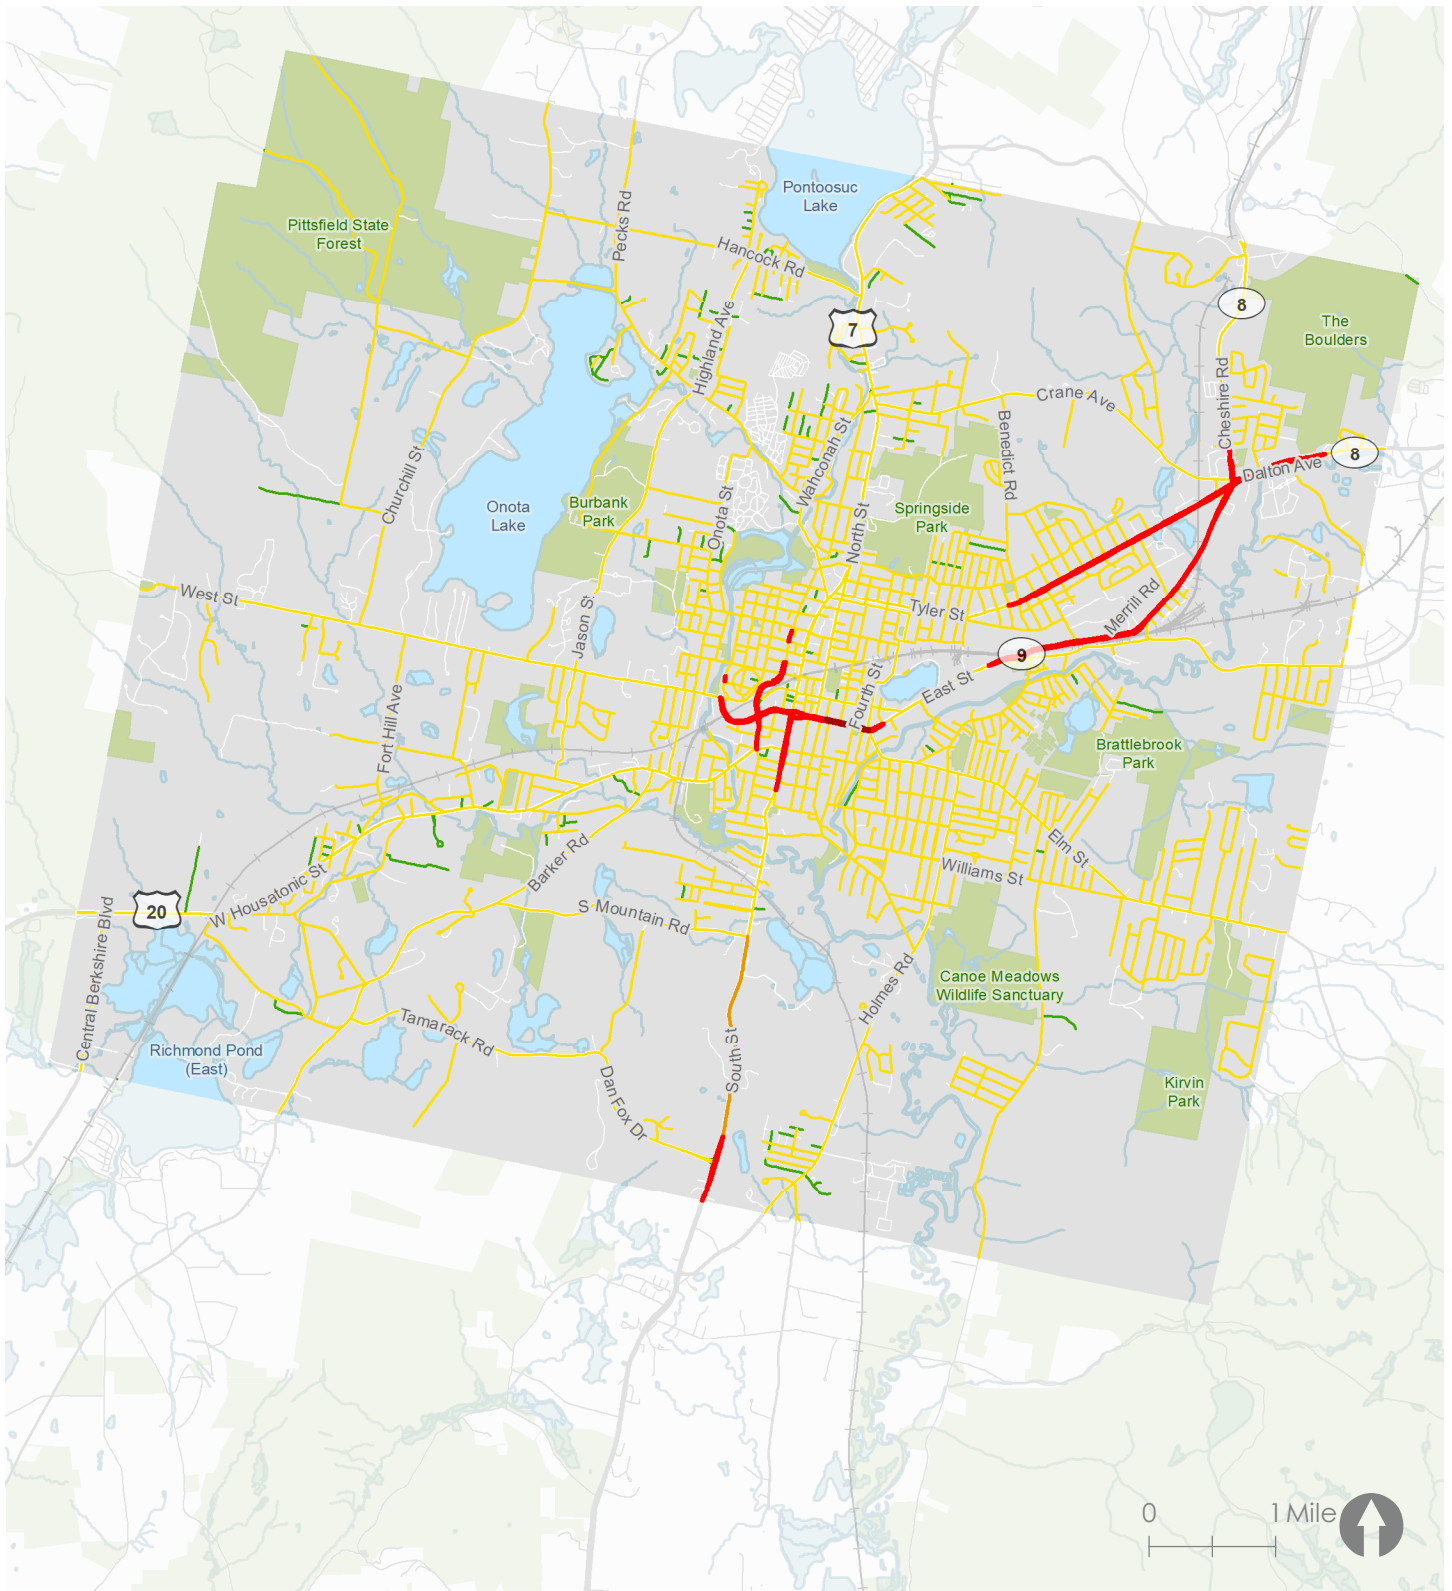 Pontoosuc
Lake
Pecks Rd
Pittsfield State
Forest
Hancock Rd
8
7
The
Boulders
Highland Ave
Cheshire Rd
Crane Ave
Benedict Rd
Wahconah St
8
Dalton Ave
Churchill St
Onota
Lake
Burbank
Park
Onota St
North St
Springside
Park
West St
Jason St
Tyler St
Merrill Rd
9
East St
Fourth St
Fort Hill Ave
Brattlebrook
Park
Elm St
Barker Rd
Williams St
W Housatonic St
20
S Mountain Rd
Central Berkshire Blvd
Holmes Rd
Canoe Meadows
Wildlife Sanctuary
Tamarack Rd
South St
Richmond Pond
(East)
Dan Fox Dr
Kirvin
Park
0 1 Mile